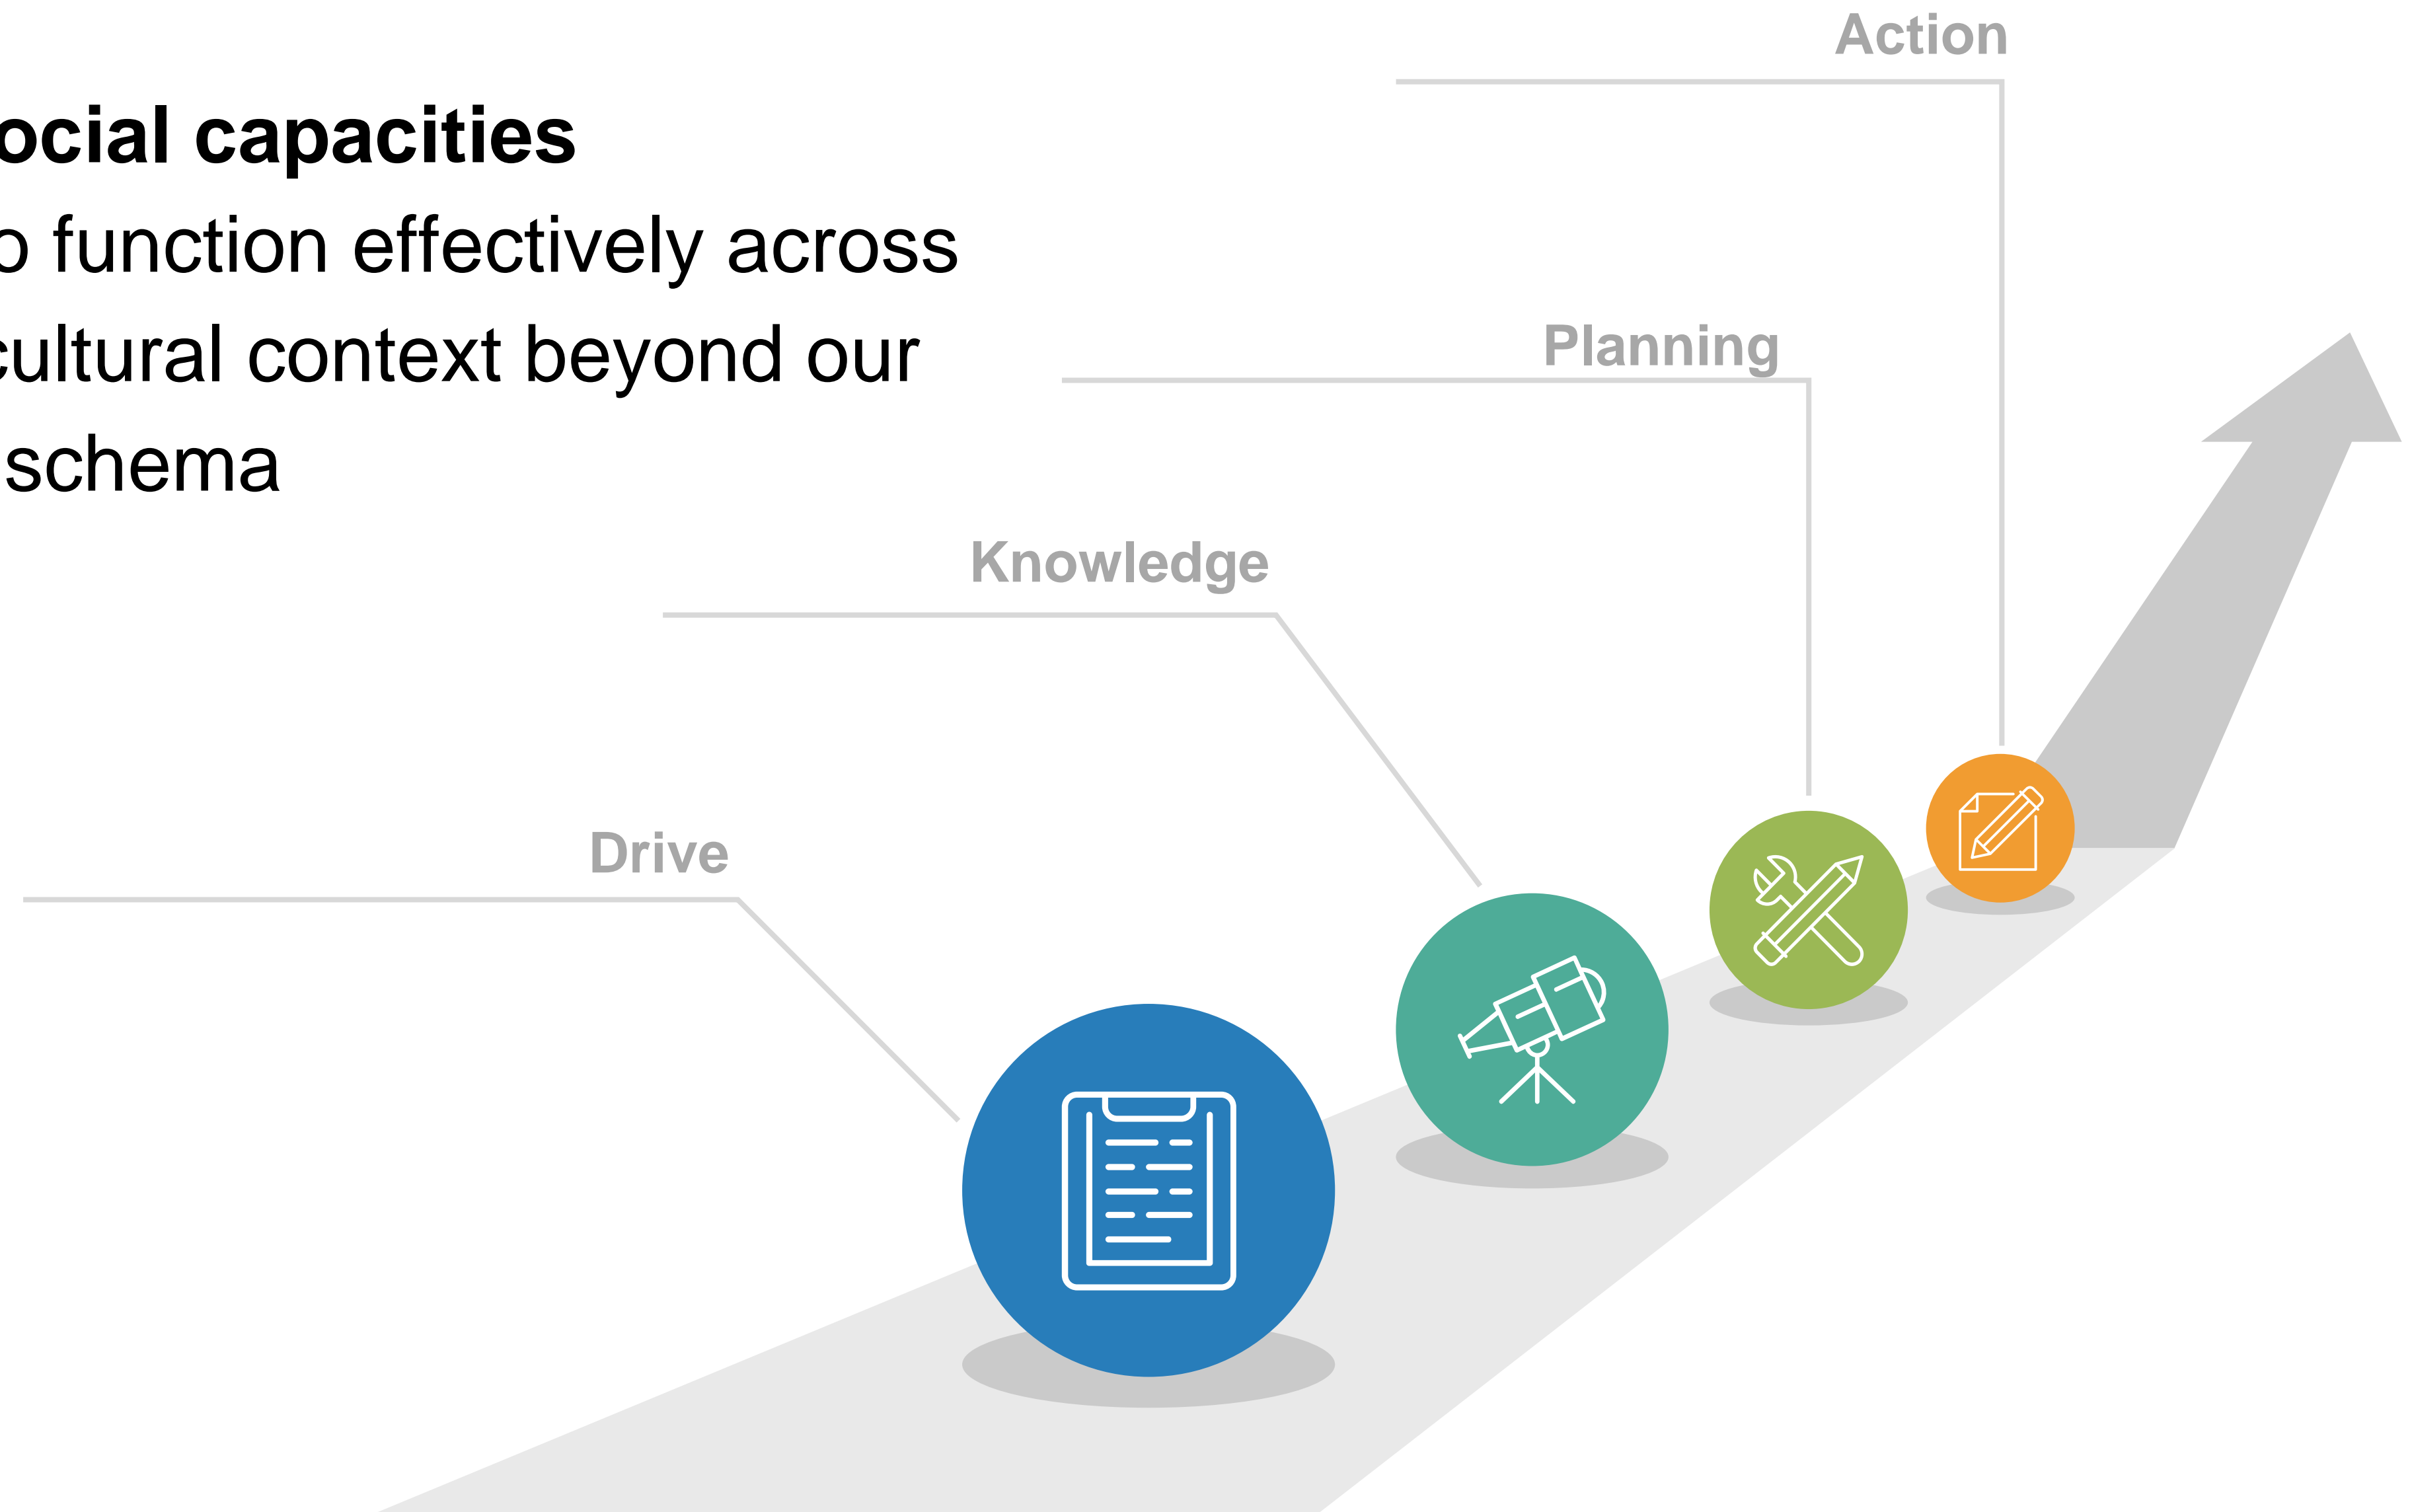 Action
ocial capacities
o function effectively across
cultural context beyond our
schema
Planning
Knowledge
Drive